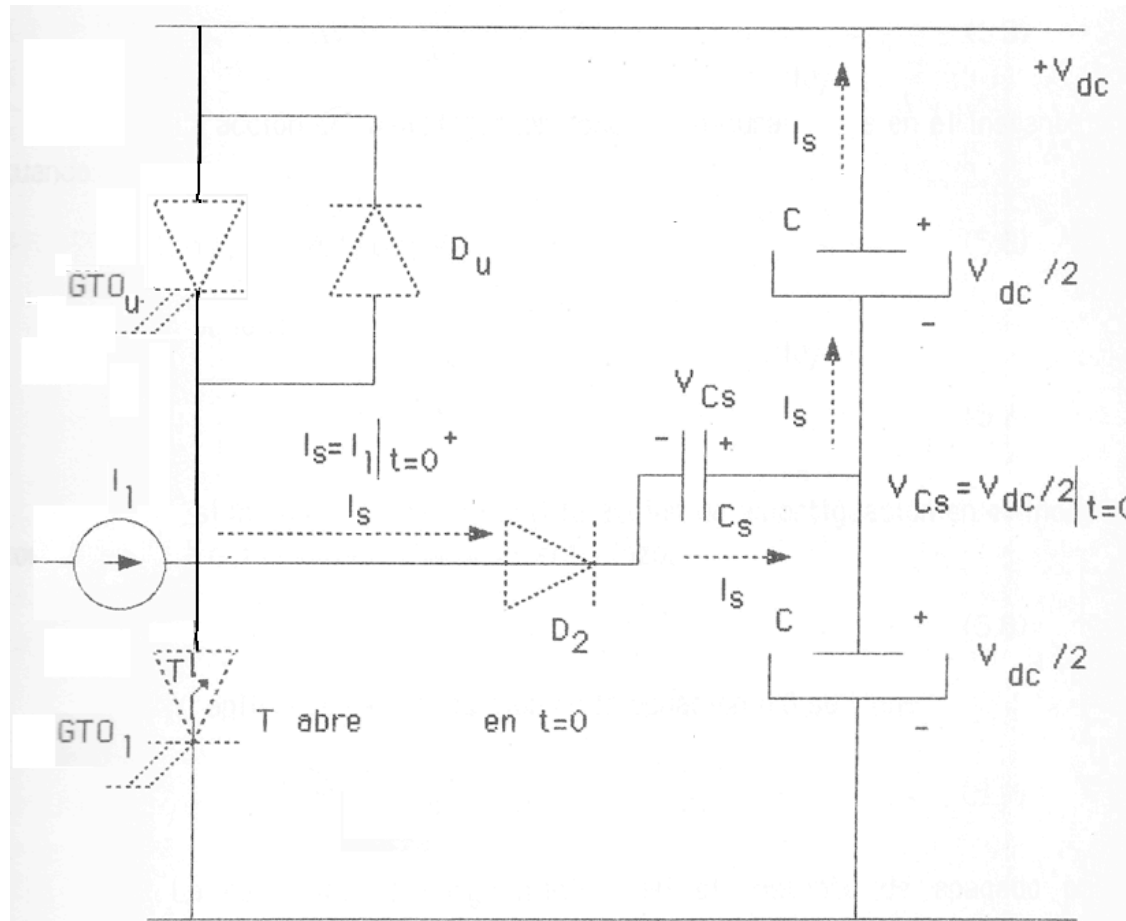 +V dc
I s
C +
D u
V dc /2
GTO u
-
V Cs
I s
I s = I 1 | t=0 +
- +
I 1
I s
C s
V Cs = V dc /2 | t=0
I s
C +
D 2
V dc /2
T
GTO 1
T abre en t=0
-